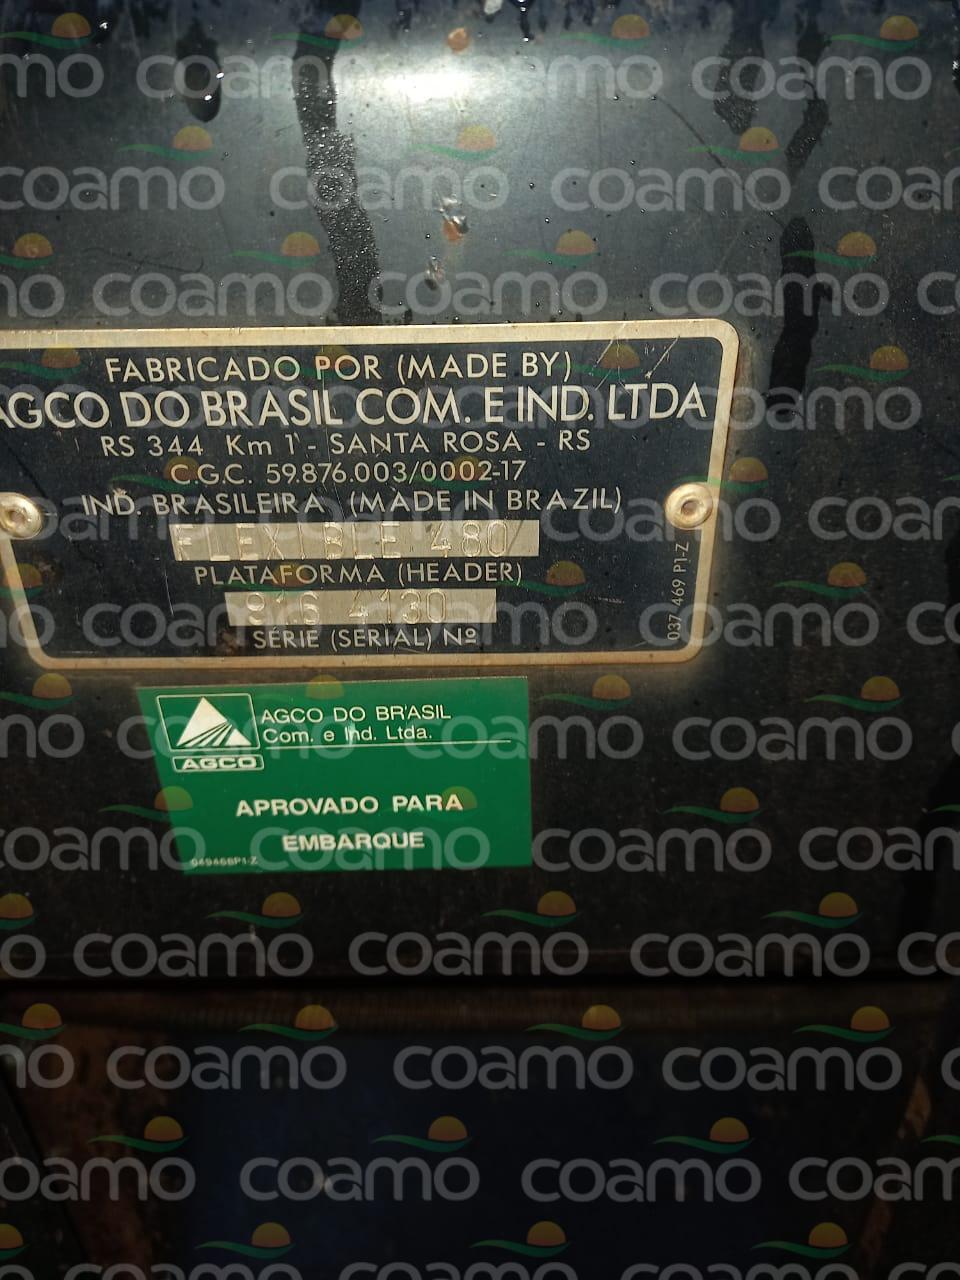 FABRICADO POR (MADE BY)
AGCO DO BRASIL COM. E IND. LTDA
RS 344 Km 1 - SANTA ROSA - RS
C.G.C. 59.876.003/0002-17
IND. BRASILEIRA (MADE IN BRAZIL)
FLEXIBLE 480
PLATAFORMA (HEADER)
916 4130
SÉRIE (SERIAL) Nº
037 469 P1-Z
AGCO DO BRASIL
Com. e Ind. Ltda.
AGCO
APROVADO PARA
EMBARQUE
049468P1-Z
coamo